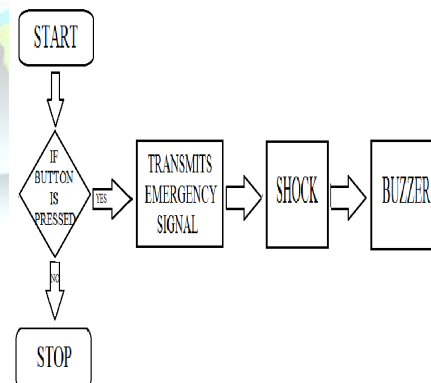 START
IF
BUTTON
IS
PRESSED
YES
TRANSMITS
EMERGENCY
SIGNAL
SHOCK
BUZZER
NO
STOP